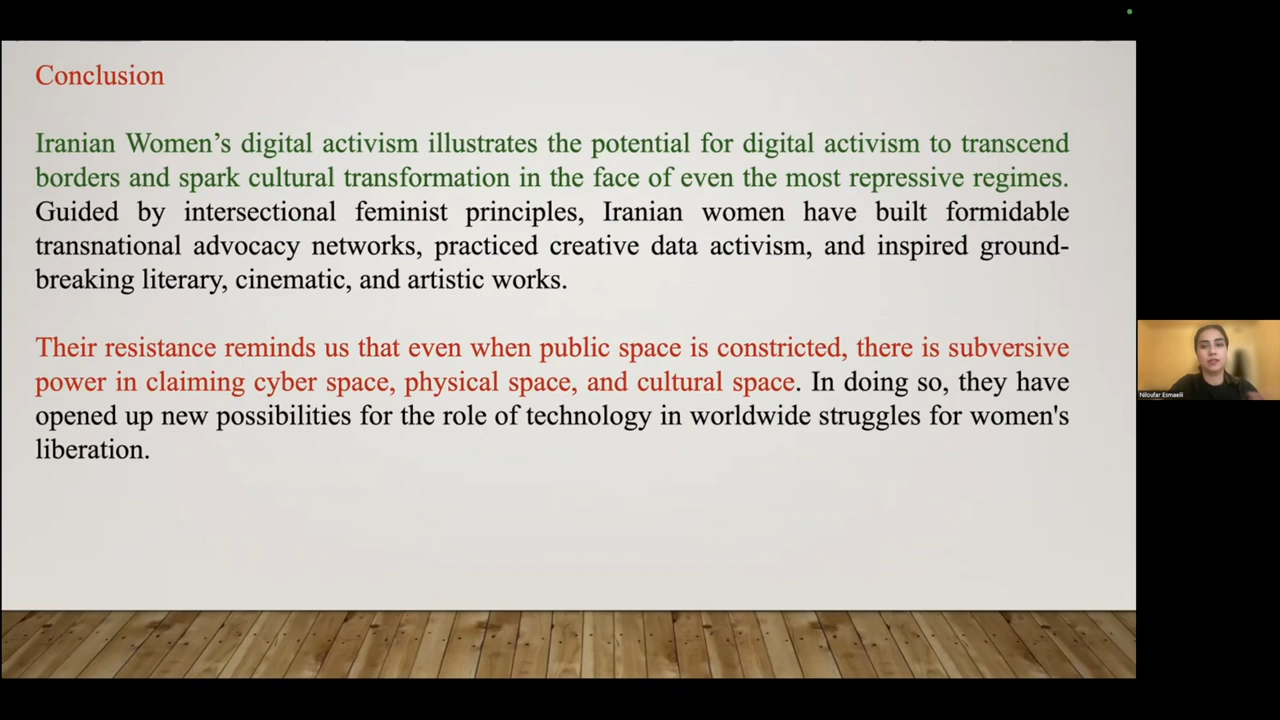 Conclusion
Iranian Women’s digital activism illustrates the potential for digital activism to transcend
borders and spark cultural transformation in the face of even the most repressive regimes.
Guided by intersectional feminist principles, Iranian women have built formidable
transnational advocacy networks, practiced creative data activism, and inspired ground-
breaking literary, cinematic, and artistic works.
Their resistance reminds us that even when public space is constricted, there is subversive
power in claiming cyber space, physical space, and cultural space. In doing so, they have
opened up new possibilities for the role of technology in worldwide struggles for women's
liberation.
Niloufar Esmaeili